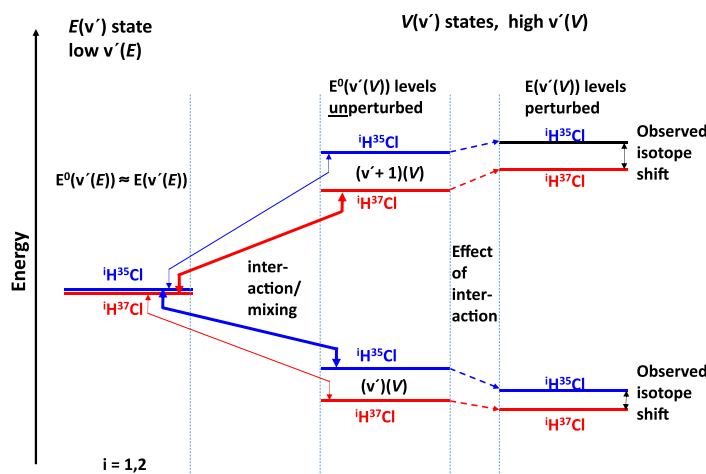 E(v´) state
low v´(E)
V(v´) states, high v´(V)
E⁰(v´(V)) levels
unperturbed
E(v´(V)) levels
perturbed
ⁱH³⁵Cl
ⁱH³⁵Cl
Observed
isotope
shift
E⁰(v´(E)) ≈ E(v´(E))
(v´+ 1)(V)
ⁱH³⁷Cl
ⁱH³⁷Cl
Energy
ⁱH³⁵Cl
ⁱH³⁷Cl
inter-
action/
mixing
Effect
of
inter-
action
ⁱH³⁵Cl
(v´)(V)
ⁱH³⁷Cl
ⁱH³⁵Cl
ⁱH³⁷Cl
Observed
isotope
shift
i = 1,2